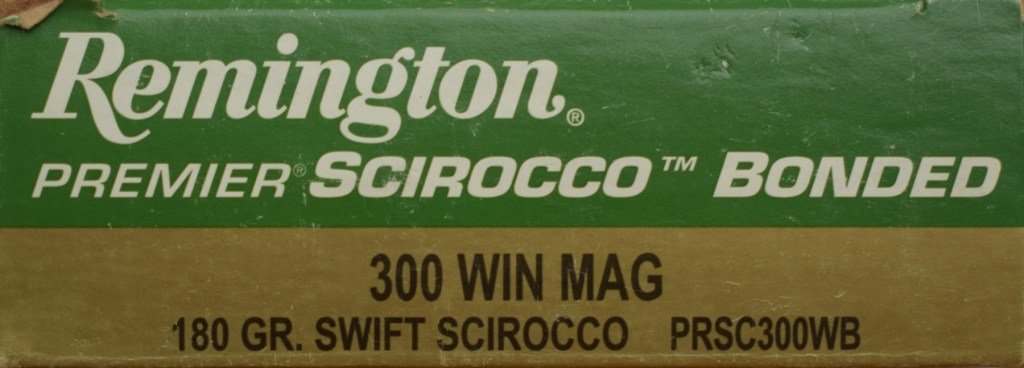 Remington®
PREMIER® SCIROCCO™ BONDED
300 WIN MAG
180 GR. SWIFT SCIROCCO PRSC300WB